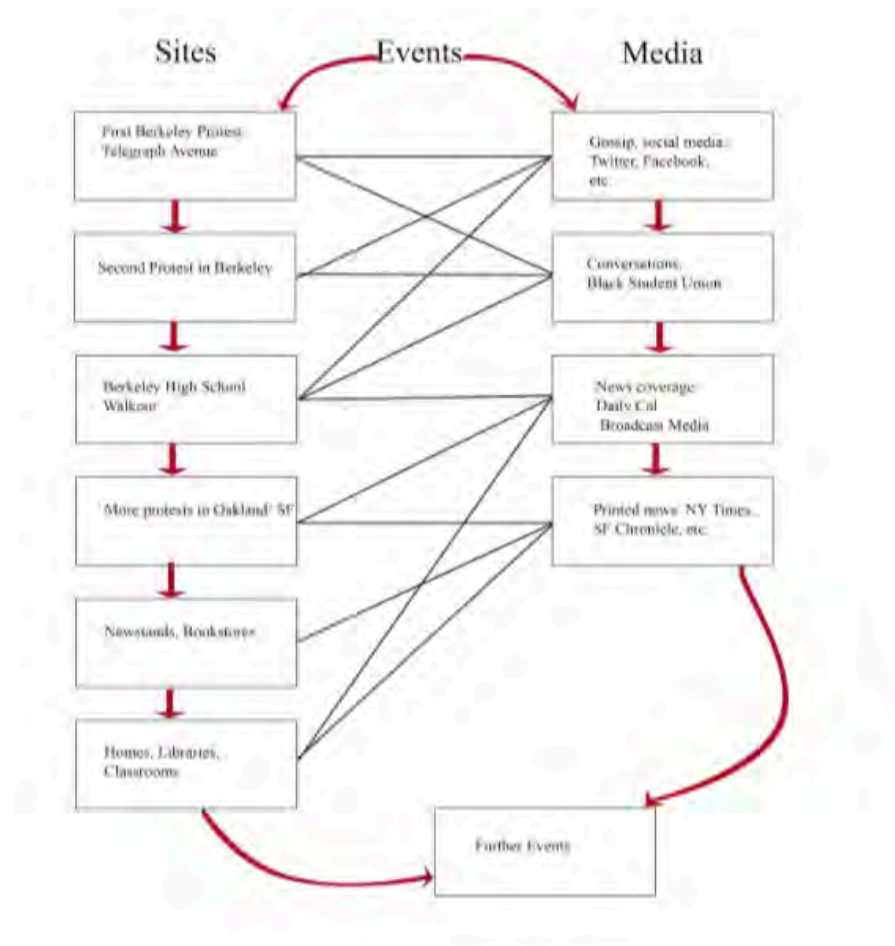 Sites
Events
Media
First Berkeley Protest
Telegraph Avenue
Second Protest in Berkeley
Berkeley High School
Walkout
More protests in Oakland/ SF
Newstands, Bookstores
Homes, Libraries,
Classrooms
Gossip, social media:
Twitter, Facebook,
etc.
Conversations,
Black Student Union
News coverage
Daily Cal
Broadcast Media
Printed news: NY Times,
SF Chronicle, etc.
Further Events